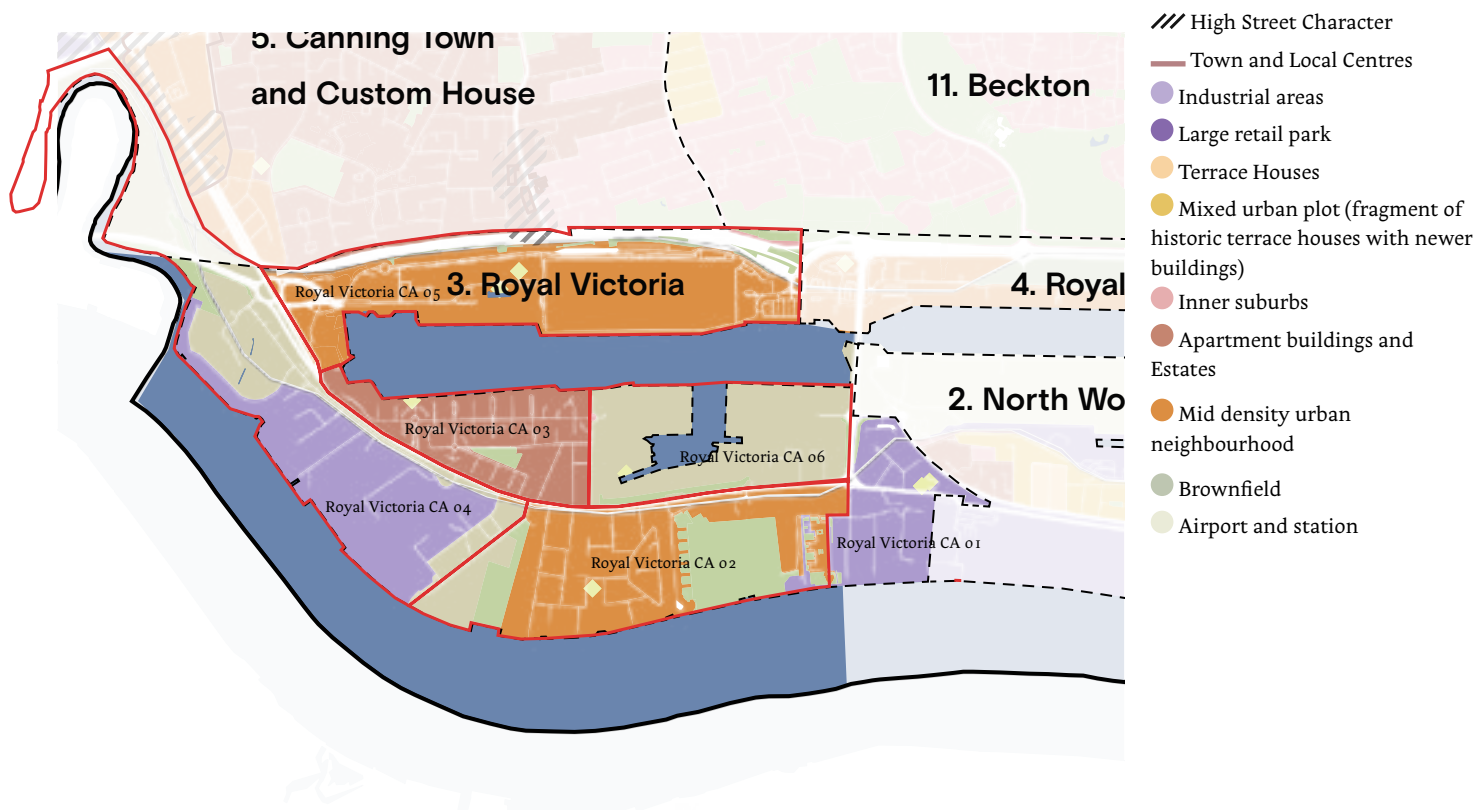 5. Canning Town
and Custom House
11. Beckton
Royal Victoria CA 05
3. Royal Victoria
4. Royal
2. North Wo
Royal Victoria CA 03
Royal Victoria CA 06
Royal Victoria CA 04
Royal Victoria CA 01
Royal Victoria CA 02
High Street Character
Town and Local Centres
Industrial areas
Large retail park
Terrace Houses
Mixed urban plot (fragment of
historic terrace houses with newer
buildings)
Inner suburbs
Apartment buildings and
Estates
Mid density urban
neighbourhood
Brownfield
Airport and station